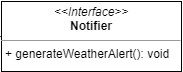 <<Interface>>
Notifier
+ generateWeatherAlert(): void